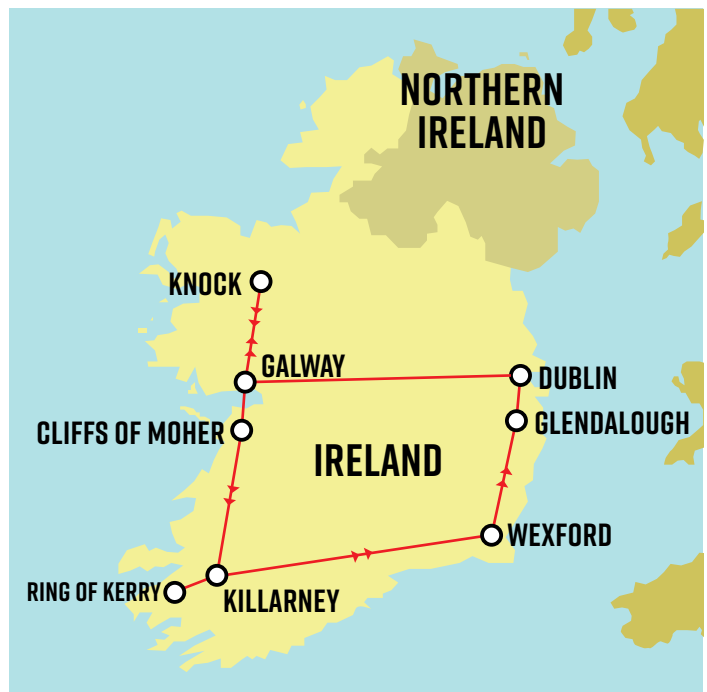 NORTHERN
IRELAND
KNOCK
GALWAY
DUBLIN
CLIFFS OF MOHER
GLENDALOUGH
IRELAND
WEXFORD
RING OF KERRY
KILLARNEY